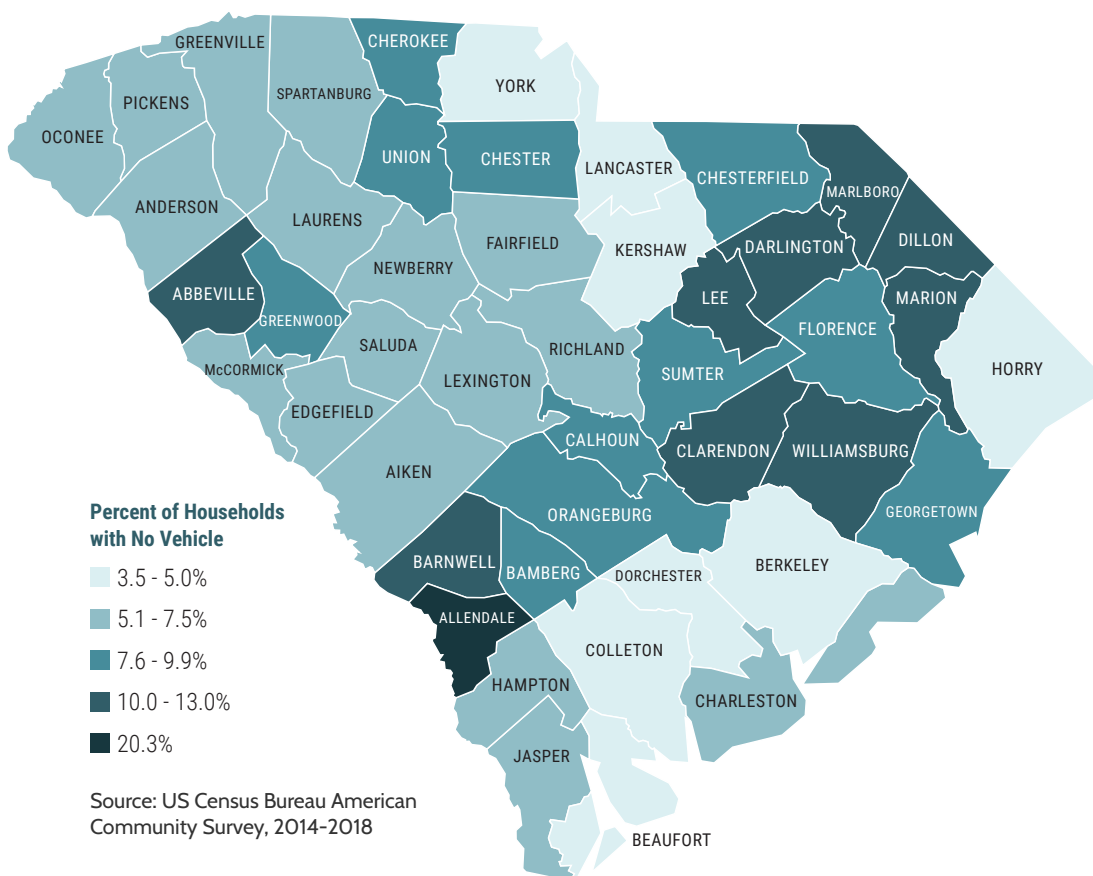 GREENVILLE
CHEROKEE
YORK
SPARTANBURG
PICKENS
OCONEE
UNION
CHESTER
LANCASTER
CHESTERFIELD
MARLBORO
ANDERSON
LAURENS
FAIRFIELD
KERSHAW
DARLINGTON
DILLON
NEWBERRY
ABBEVILLE
LEE
MARION
GREENWOOD
FLORENCE
SALUDA
RICHLAND
McCORMICK
LEXINGTON
SUMTER
HORRY
EDGEFIELD
CALHOUN
CLARENDON
WILLIAMSBURG
AIKEN
ORANGEBURG
GEORGETOWN
BARNWELL
BAMBERG
DORCHESTER
BERKELEY
ALLENDALE
COLLETON
HAMPTON
CHARLESTON
JASPER
BEAUFORT
Percent of Households
with No Vehicle
3.5 - 5.0%
5.1 - 7.5%
7.6 - 9.9%
10.0 - 13.0%
20.3%
Source: US Census Bureau American
Community Survey, 2014-2018